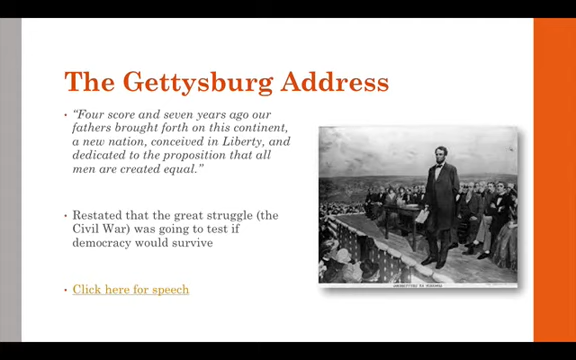 The Gettysburg Address
• “Four score and seven years ago our
fathers brought forth on this continent,
a new nation, conceived in Liberty, and
dedicated to the proposition that all
men are created equal.”
• Restated that the great struggle (the
Civil War) was going to test if
democracy would survive
• Click here for speech